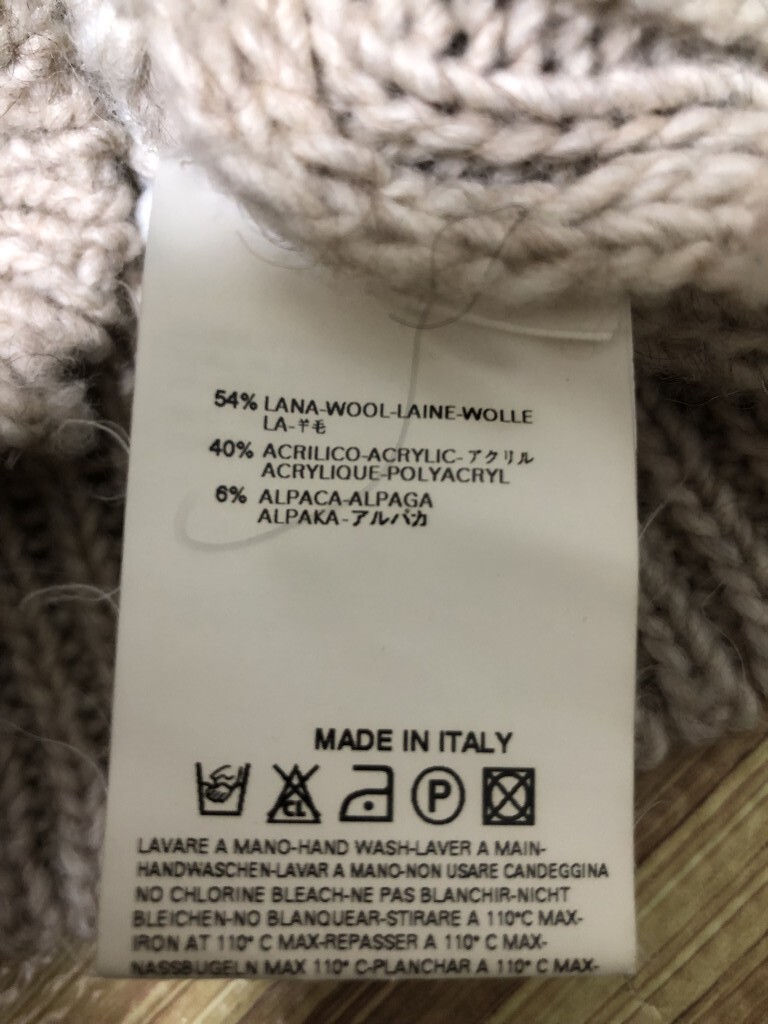 54% LANA-WOOL-LAINE-WOLLE
LA-羊毛
40% ACRILICO-ACRYLIC-アクリル
ACRYLIQUE-POLYACRYL
6% ALPACA-ALPAGA
ALPAKA-アルパカ
MADE IN ITALY
CL P
LAVARE A MANO-HAND WASH-LAVER A MAIN-
HANDWASCHEN-LAVAR A MANO-NON USARE CANDEGGINA
NO CHLORINE BLEACH-NE PAS BLANCHIR-NICHT
BLEICHEN-NO BLANQUEAR-STIRARE A 110°C MAX-
IRON AT 110° C MAX-REPASSER A 110° C MAX-
NASSBUGELN MAX 110° C-PLANCHAR A 110° C MAX-